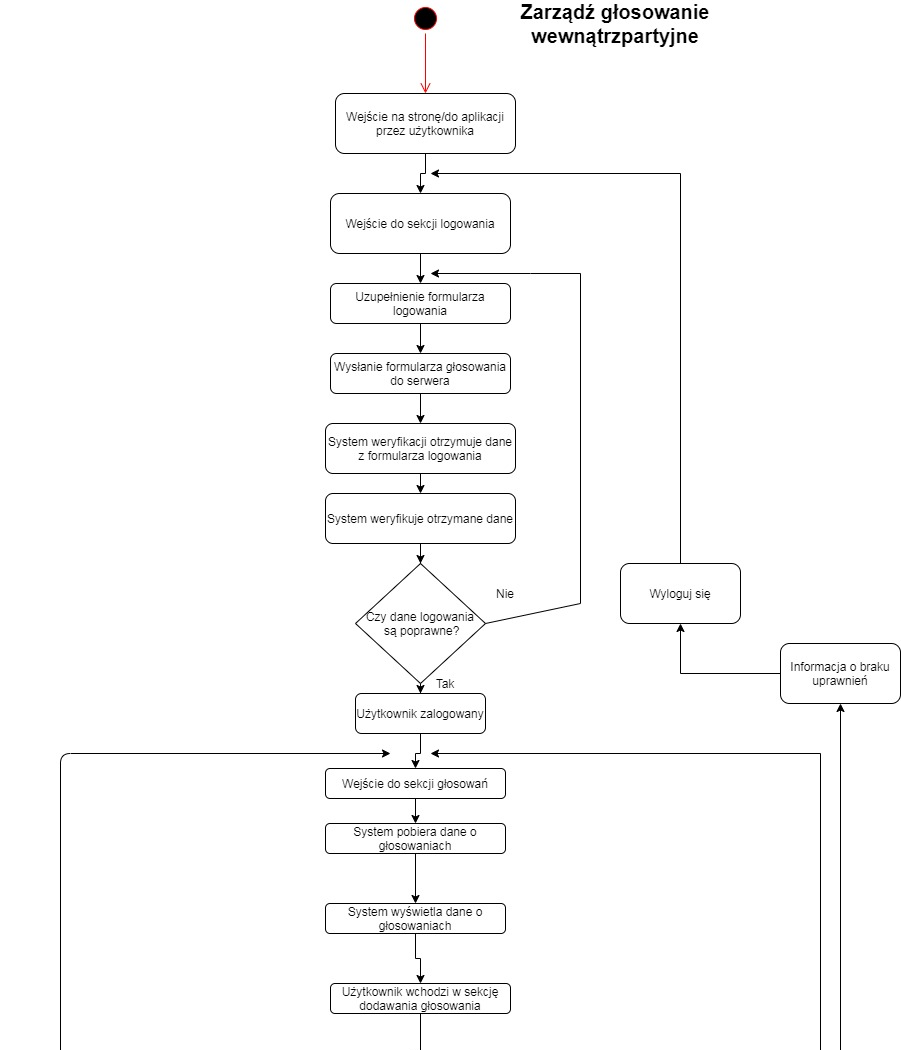 Zarządź głosowanie
wewnątrzpartyjne
Wejście na stronę/do aplikacji
przez użytkownika
Wejście do sekcji logowania
Uzupełnienie formularza
logowania
Wysłanie formularza głosowania
do serwera
System weryfikacji otrzymuje dane
z formularza logowania
System weryfikuje otrzymane dane
Czy dane logowania
są poprawne?
Nie
Tak
Wyloguj się
Informacja o braku
uprawnień
Użytkownik zalogowany
Wejście do sekcji głosowań
System pobiera dane o
głosowaniach
System wyświetla dane o
głosowaniach
Użytkownik wchodzi w sekcję
dodawania głosowania